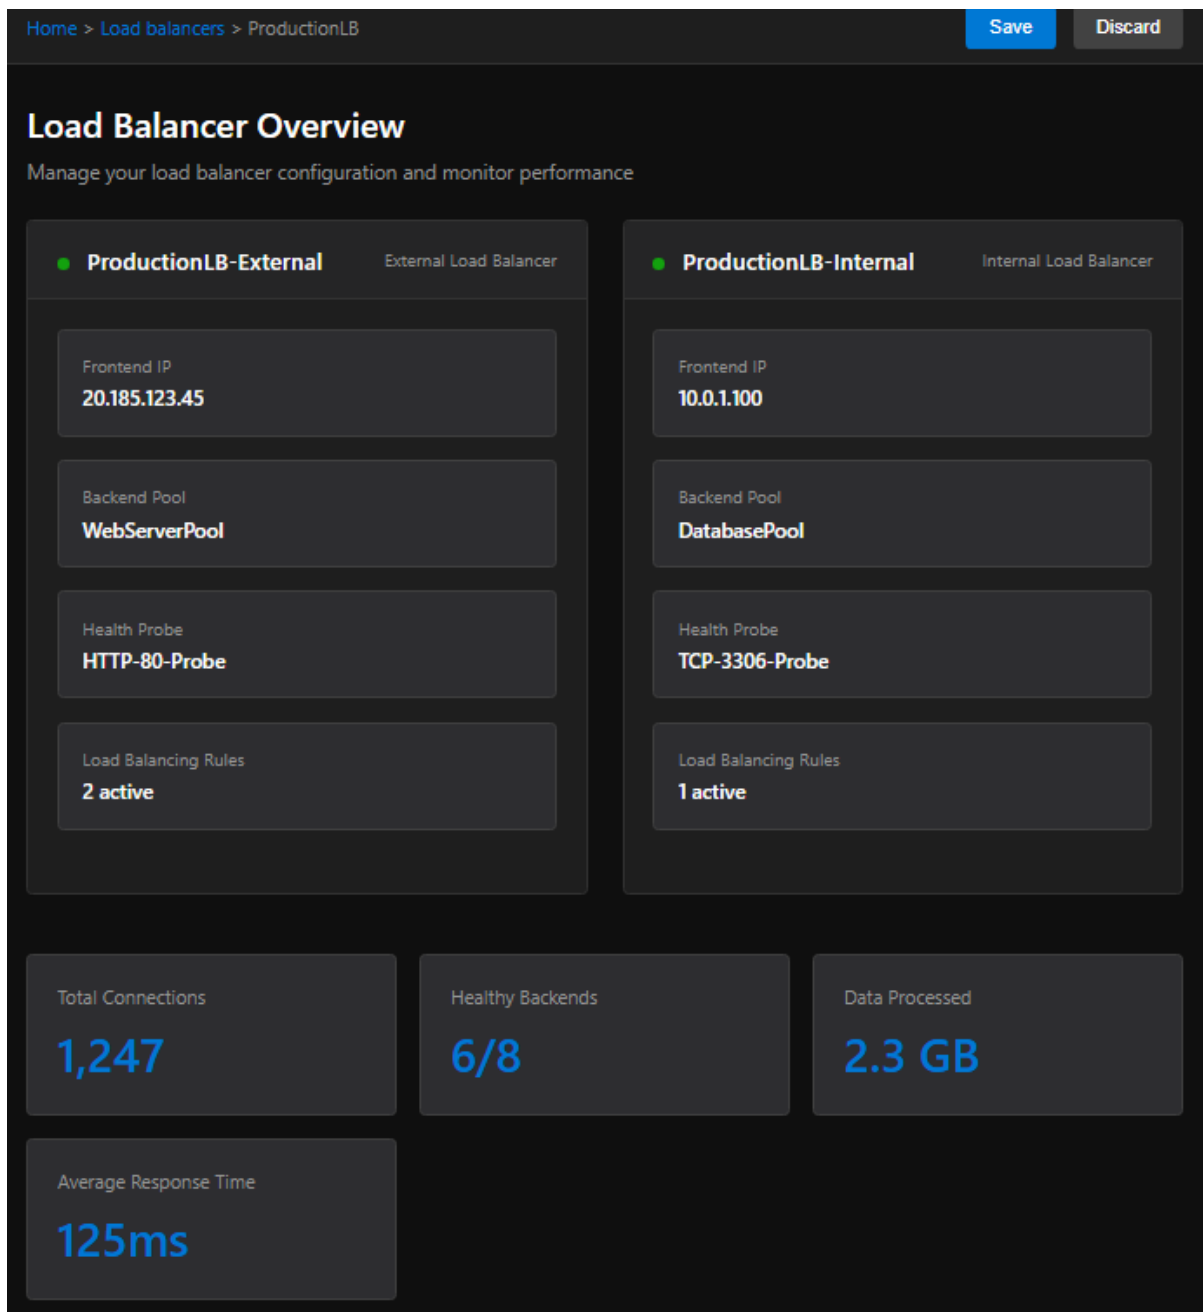 Home > Load balancers > ProductionLB
Save
Discard
Load Balancer Overview
Manage your load balancer configuration and monitor performance
ProductionLB-External
External Load Balancer
Frontend IP
20.185.123.45
Backend Pool
WebServerPool
Health Probe
HTTP-80-Probe
Load Balancing Rules
2 active
ProductionLB-Internal
Internal Load Balancer
Frontend IP
10.0.1.100
Backend Pool
DatabasePool
Health Probe
TCP-3306-Probe
Load Balancing Rules
1 active
Total Connections
1,247
Healthy Backends
6/8
Data Processed
2.3 GB
Average Response Time
125ms